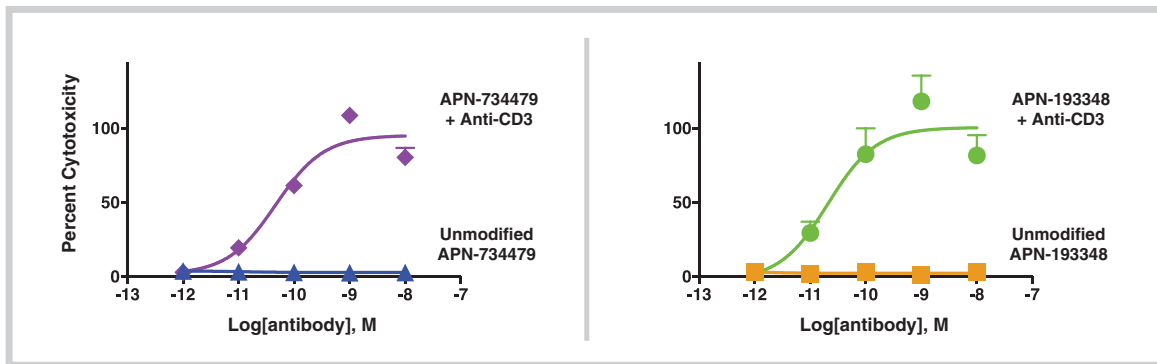 Percent Cytotoxicity
100
50
0
-13 -12 -11 -10 -9 -8 -7
Log[antibody], M
APN-734479
+ Anti-CD3
Unmodified
APN-734479
100
50
0
-13 -12 -11 -10 -9 -8 -7
Log[antibody], M
APN-193348
+ Anti-CD3
Unmodified
APN-193348